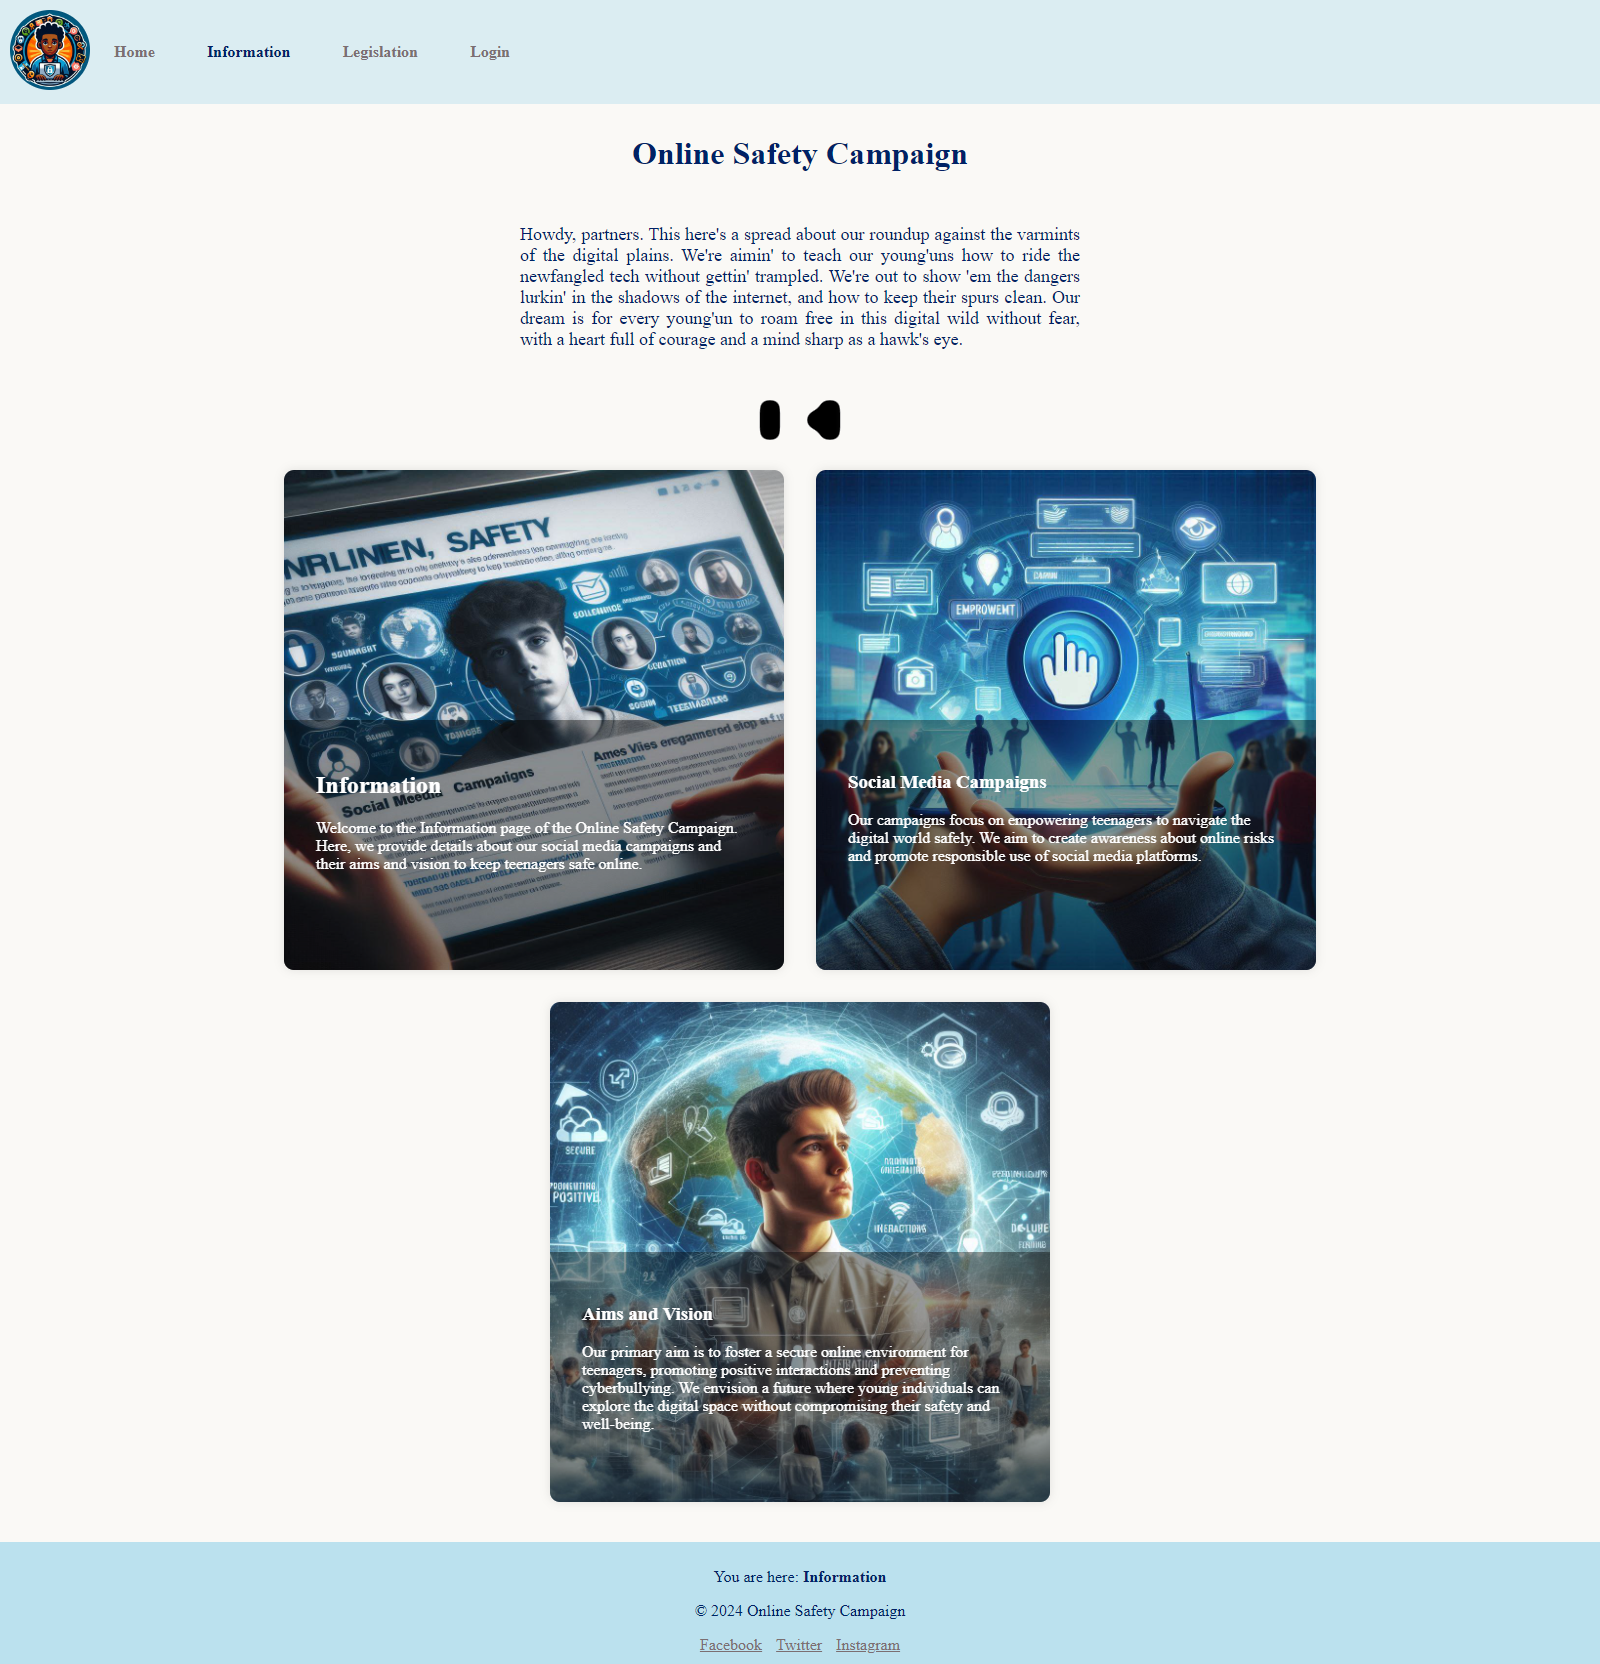 Home Information Legislation Login
Online Safety Campaign
Howdy, partners. This here's a spread about our roundup against the varmints
of the digital plains. We're aimin' to teach our young'uns how to ride the
newfangled tech without gettin' trampled. We're out to show 'em the dangers
lurkin' in the shadows of the internet, and how to keep their spurs clean. Our
dream is for every young'un to roam free in this digital wild without fear,
with a heart full of courage and a mind sharp as a hawk's eye.
NRLINEN, SAFETY
Campaigns
Social Media
Information
Welcome to the Information page of the Online Safety Campaign.
Here, we provide details about our social media campaigns and
their aims and vision to keep teenagers safe online.
EMPROWEMT
Social Media Campaigns
Our campaigns focus on empowering teenagers to navigate the
digital world safely. We aim to create awareness about online risks
and promote responsible use of social media platforms.
SECURE
POSITIVE
Aims and Vision
Our primary aim is to foster a secure online environment for
teenagers, promoting positive interactions and preventing
cyberbullying. We envision a future where young individuals can
explore the digital space without compromising their safety and
well-being.
You are here: Information
© 2024 Online Safety Campaign
Facebook Twitter Instagram